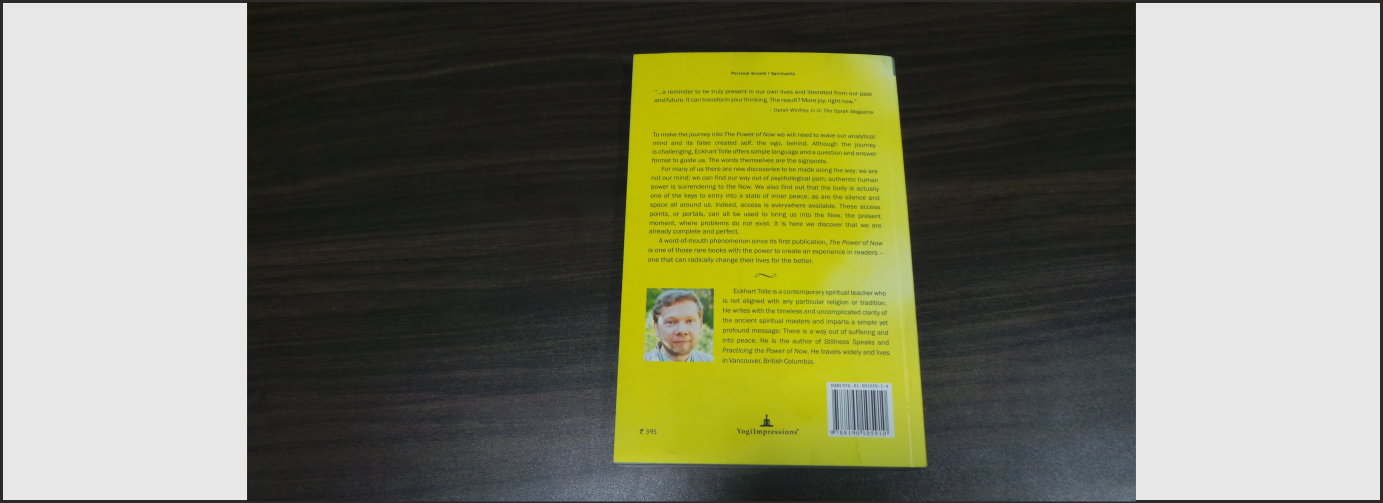 Personal Growth | Spirituality
"...a reminder to be truly present in our own lives and liberated from our past
and future. It can transform your thinking. The result? More joy, right now."
– Oprah Winfrey, in O: The Oprah Magazine
To make the journey into The Power of Now we will need to leave our analytical
mind and its false created self, the ego, behind. Although the journey
is challenging, Eckhart Tolle offers simple language and a question and answer
format to guide us. The words themselves are the signposts.
For many of us there are new discoveries to be made along the way: we are
not our mind; we can find our way out of psychological pain; authentic human
power is surrendering to the Now. We also find out that the body is actually
one of the keys to entry into a state of inner peace, as are the silence and
space all around us. Indeed, access is everywhere available. These access
points, or portals, can all be used to bring us into the Now, the present
moment, where problems do not exist. It is here we discover that we are
already complete and perfect.
A word-of-mouth phenomenon since its first publication, The Power of Now
is one of those rare books with the power to create an experience in readers –
one that can radically change their lives for the better.
Eckhart Tolle is a contemporary spiritual teacher who
is not aligned with any particular religion or tradition.
He writes with the timeless and uncomplicated clarity of
the ancient spiritual masters and imparts a simple yet
profound message: There is a way out of suffering and
into peace. He is the author of Stillness Speaks and
Practicing the Power of Now. He travels widely and lives
in Vancouver, British Columbia.
ISBN 978-81-901059-1-0
9 788190 105910
₹ 395
YogiImpressions®